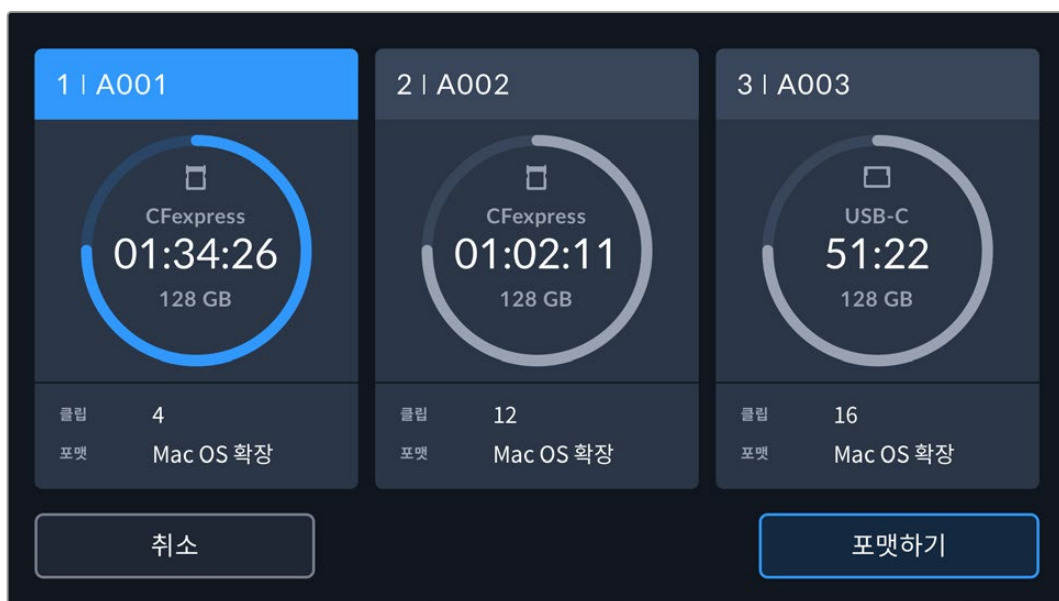 1 | A001
CFexpress
01:34:26
128 GB
클립 4
포맷 Mac OS 확장
2 | A002
CFexpress
01:02:11
128 GB
클립 12
포맷 Mac OS 확장
3 | A003
USB-C
51:22
128 GB
클립 16
포맷 Mac OS 확장
취소
포맷하기